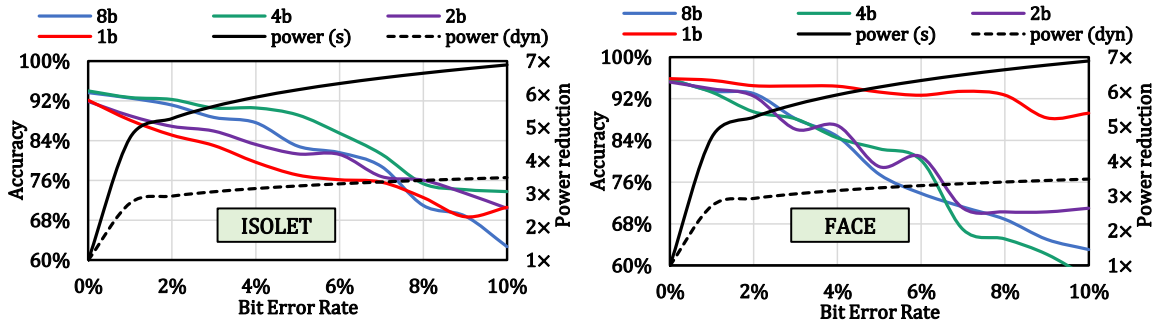 8b 4b 2b
1b power (s) power (dyn)
100% 7×
92% 6×
84% 5×
76% 4×
68% 3×
60% 2×
1×
Accuracy
Power reduction
ISOLET
0% 2% 4% 6% 8% 10%
Bit Error Rate
8b 4b 2b
1b power (s) power (dyn)
100% 7×
92% 6×
84% 5×
76% 4×
68% 3×
60% 2×
1×
Accuracy
Power reduction
FACE
0% 2% 4% 6% 8% 10%
Bit Error Rate